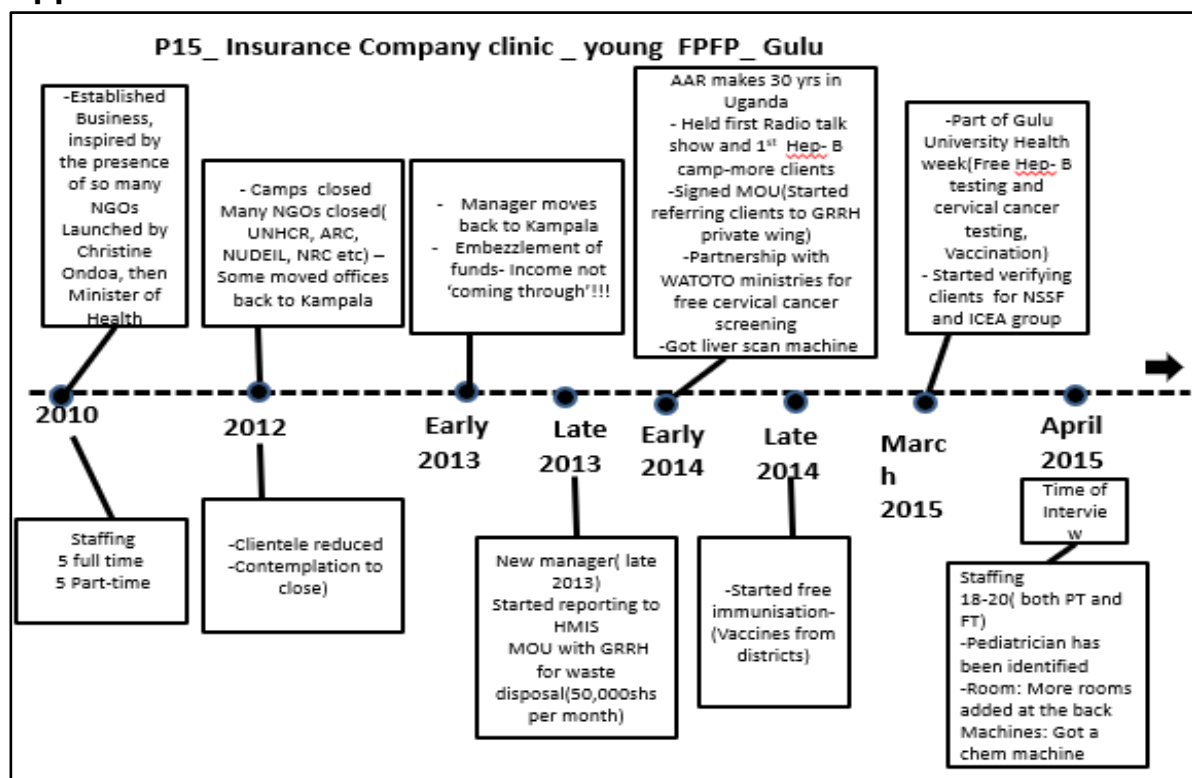 P15_ Insurance Company clinic _ young FPFP_ Gulu
-Established
Business,
inspired by
the presence
of so many
NGOs
Launched by
Christine
Ondoa, then
Minister of
Health
- Camps closed
Many NGOs closed(
UNHCR, ARC,
NUDEIL, NRC etc) –
Some moved offices
back to Kampala
- Manager moves
back to Kampala
- Embezzlement of
funds- Income not
‘coming through’!!!
AAR makes 30 yrs in
Uganda
- Held first Radio talk
show and 1st Hep- B
camp-more clients
-Signed MOU(Started
referring clients to GRRH
private wing)
-Partnership with
WATOTO ministries for
free cervical cancer
screening
-Got liver scan machine
-Part of Gulu
University Health
week(Free Hep- B
testing and
cervical cancer
testing,
Vaccination)
- Started verifying
clients for NSSF
and ICEA group
2010
2012
Early
2013
Late
2013
Early
2014
Late
2014
Marc
h
2015
April
2015
Staffing
5 full time
5 Part-time
-Clientele reduced
-Contemplation to
close)
New manager( late
2013)
Started reporting to
HMIS
MOU with GRRH
for waste
disposal(50,000shs
per month)
-Started free
immunisation-
(Vaccines from
districts)
Time of
Intervie
w
Staffing
18-20( both PT and
FT)
-Pediatrician has
been identified
-Room: More rooms
added at the back
Machines: Got a
chem machine